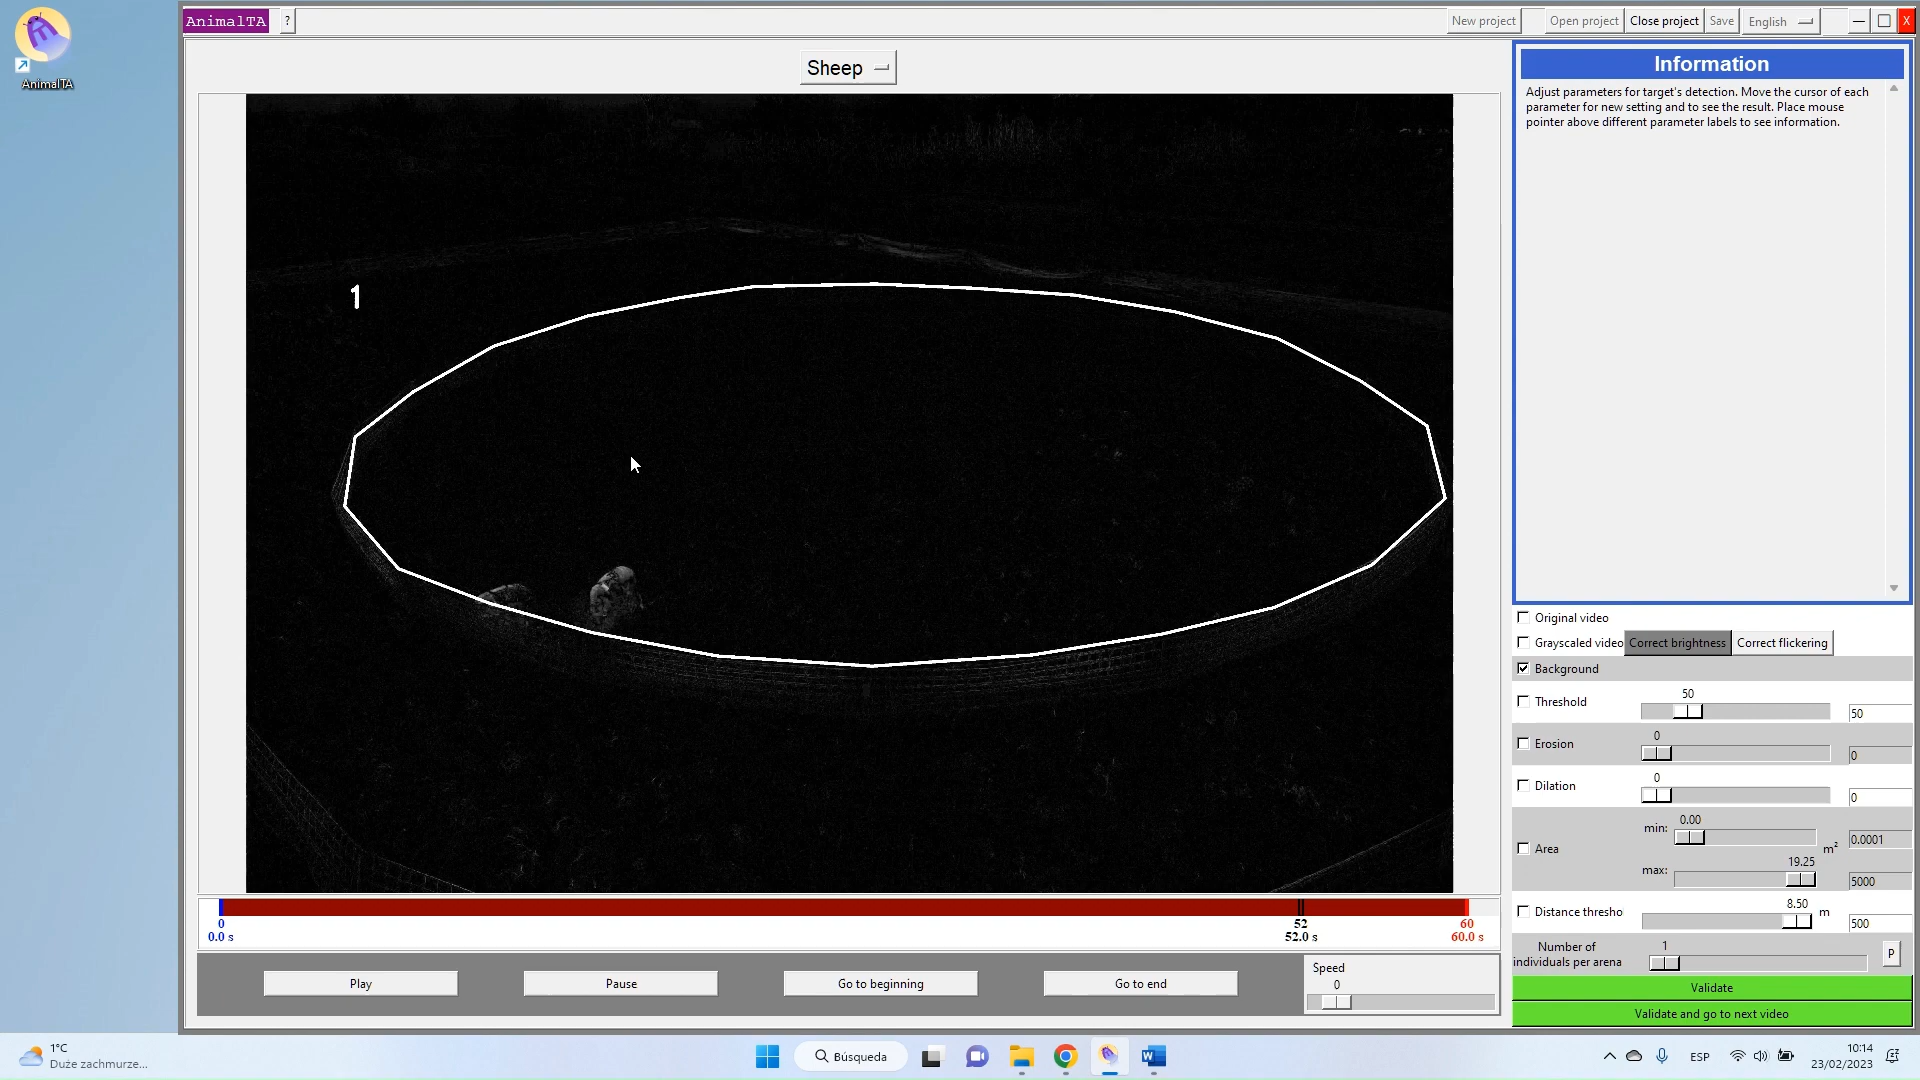 AnimalTA
AnimalTA
?
New project
Open project
Close project
Save
English
X
Sheep
1
Information
Adjust parameters for target's detection. Move the cursor of each
parameter for new setting and to see the result. Place mouse
pointer above different parameter labels to see information.
Original video
Grayscaled video
Correct brightness
Correct flickering
Background
Threshold
50
50
Erosion
0
0
Dilation
0
0
Area
min:
0.00
0.0001
m²
max:
19.25
5000
Distance thresho
8.50
m
500
Number of
individuals per arena
1
P
Validate
Validate and go to next video
0
0.0 s
52
52.0 s
60
60.0 s
Play
Pause
Go to beginning
Go to end
Speed
0
1°C
Duże zachmurze...
Búsqueda
ESP
10:14
23/02/2023